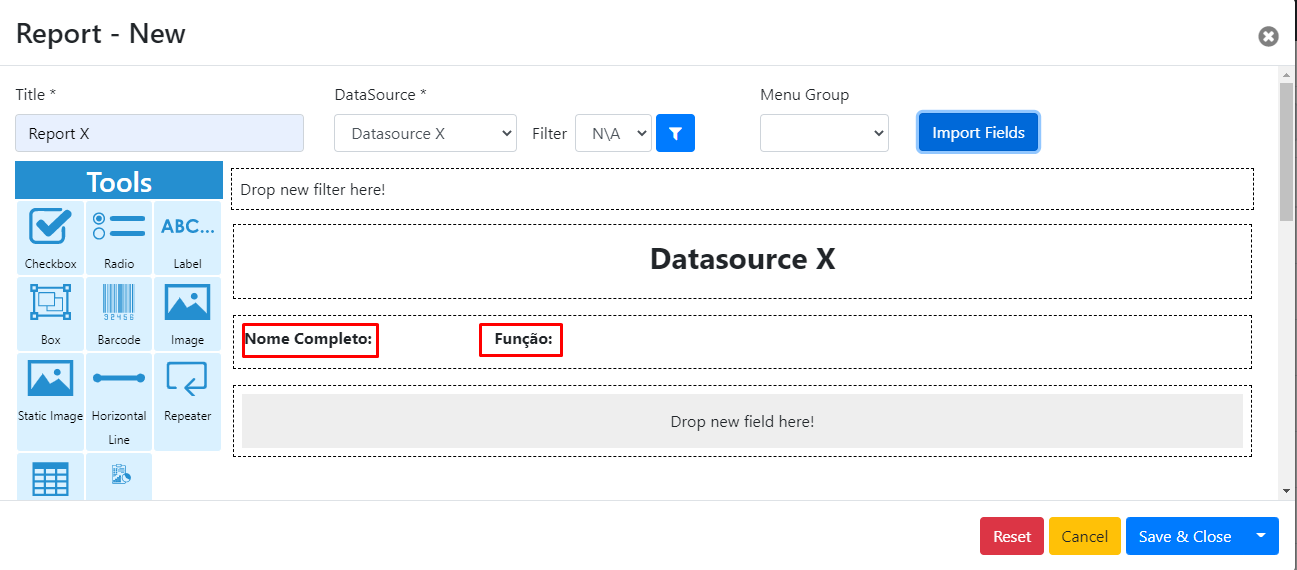 Report - New
Title *
DataSource *
Menu Group
Report X
Datasource X
Filter
N\A
Import Fields
Tools
Drop new filter here!
Checkbox
Radio
ABC...
Label
Datasource X
Box
32456
Barcode
Image
Nome Completo:
Função:
Static Image
Horizontal
Line
Repeater
Drop new field here!
Reset
Cancel
Save & Close